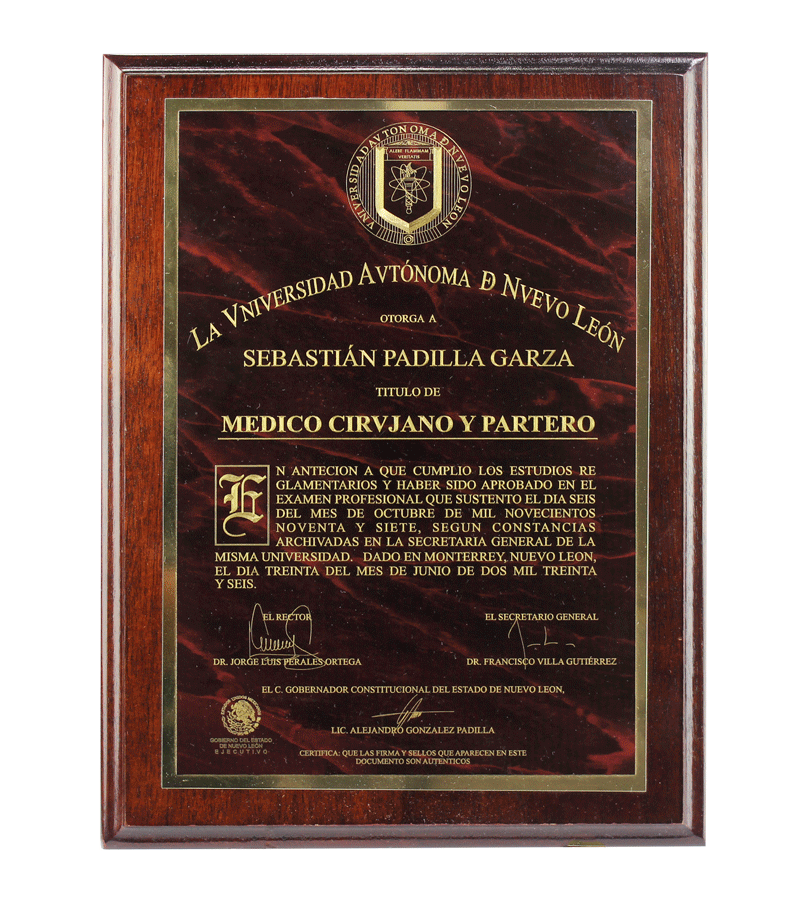 VNIVERSIDAD AVTONOMA Đ NVEVO LEON
ALERE FLAMMAM
VERITATIS
LA VNIVERSIDAD AVTÓNOMA Đ NVEVO LEÓN
OTORGA A
SEBASTIÁN PADILLA GARZA
TITULO DE
MEDICO CIRVJANO Y PARTERO
EN ANTECION A QUE CUMPLIO LOS ESTUDIOS RE
GLAMENTARIOS Y HABER SIDO APROBADO EN EL
EXAMEN PROFESIONAL QUE SUSTENTO EL DIA SEIS
DEL MES DE OCTUBRE DE MIL NOVECIENTOS
NOVENTA Y SIETE, SEGUN CONSTANCIAS
ARCHIVADAS EN LA SECRETARIA GENERAL DE LA
MISMA UNIVERSIDAD. DADO EN MONTERREY, NUEVO LEON,
EL DIA TREINTA DEL MES DE JUNIO DE DOS MIL TREINTA
Y SEIS.
EL RECTOR
DR. JORGE LUIS PERALES ORTEGA
EL SECRETARIO GENERAL
DR. FRANCISCO VILLA GUTIÉRREZ
EL C. GOBERNADOR CONSTITUCIONAL DEL ESTADO DE NUEVO LEON,
LIC. ALEJANDRO GONZALEZ PADILLA
ESTADOS UNIDOS MEXICANOS
GOBIERNO DEL ESTADO
DE NUEVO LEÓN
EJECUTIVO
CERTIFICA: QUE LAS FIRMA Y SELLOS QUE APARECEN EN ESTE
DOCUMENTO SON AUTENTICOS